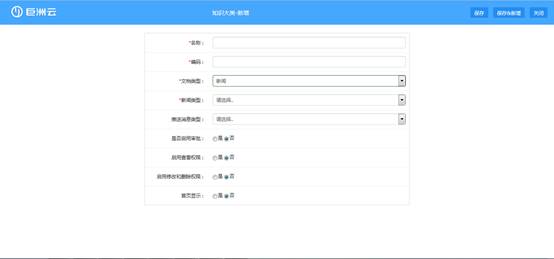 巨洲云
知识大类-新增
保存 保存&新增 关闭
*名称：
*编码：
*文档类型： 新闻
*新闻类型： 请选择..
推送消息类型： 请选择..
是否启用审批： 是 否
启用查看权限： 是 否
启用修改和删除权限： 是 否
首页显示： 是 否